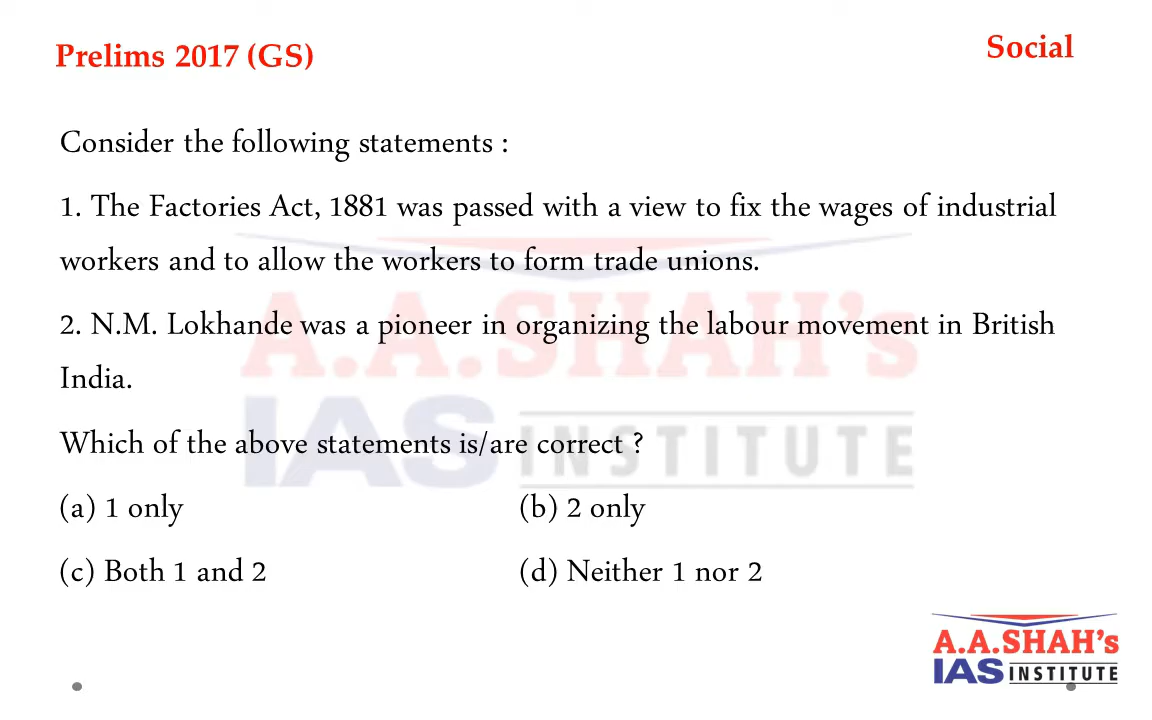 Prelims 2017 (GS)
Social
Consider the following statements :
1. The Factories Act, 1881 was passed with a view to fix the wages of industrial
workers and to allow the workers to form trade unions.
2. N.M. Lokhande was a pioneer in organizing the labour movement in British
India.
Which of the above statements is/are correct ?
(a) 1 only (b) 2 only
(c) Both 1 and 2 (d) Neither 1 nor 2
A.A.SHAH's
IAS INSTITUTE
A.A.SHAH's
IAS INSTITUTE